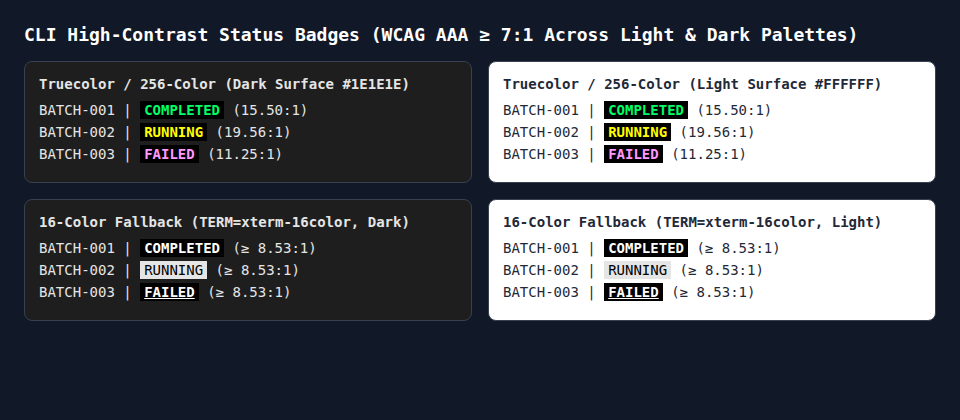 CLI High-Contrast Status Badges (WCAG AAA ≥ 7:1 Across Light & Dark Palettes)
Truecolor / 256-Color (Dark Surface #1E1E1E)
BATCH-001 | COMPLETED (15.50:1)
BATCH-002 | RUNNING (19.56:1)
BATCH-003 | FAILED (11.25:1)
Truecolor / 256-Color (Light Surface #FFFFFF)
BATCH-001 | COMPLETED (15.50:1)
BATCH-002 | RUNNING (19.56:1)
BATCH-003 | FAILED (11.25:1)
16-Color Fallback (TERM=xterm-16color, Dark)
BATCH-001 | COMPLETED (≥ 8.53:1)
BATCH-002 | RUNNING (≥ 8.53:1)
BATCH-003 | FAILED (≥ 8.53:1)
16-Color Fallback (TERM=xterm-16color, Light)
BATCH-001 | COMPLETED (≥ 8.53:1)
BATCH-002 | RUNNING (≥ 8.53:1)
BATCH-003 | FAILED (≥ 8.53:1)